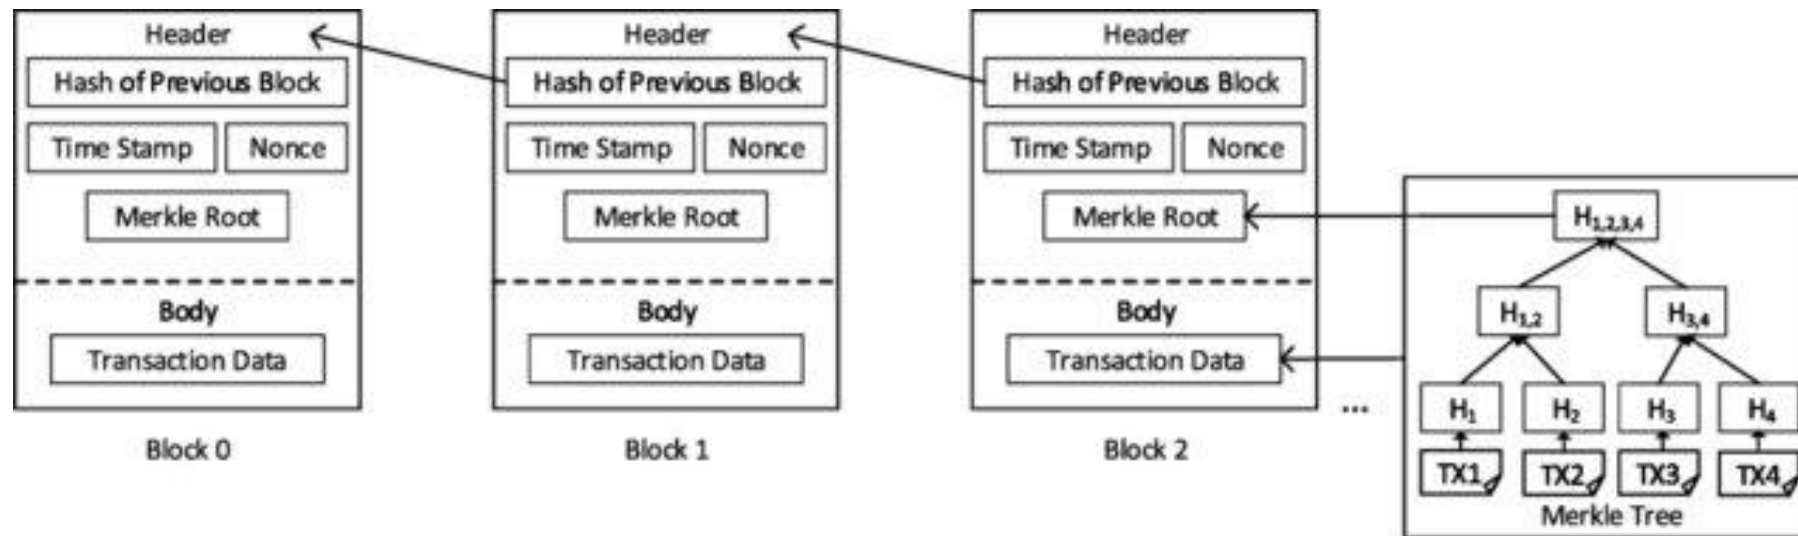 Header
Hash of Previous Block
Time Stamp
Nonce
Merkle Root
Body
Transaction Data
Block 0
Header
Hash of Previous Block
Time Stamp
Nonce
Merkle Root
Body
Transaction Data
Block 1
Header
Hash of Previous Block
Time Stamp
Nonce
Merkle Root
Body
Transaction Data
Block 2
...
H1,2,3,4
H1,2 H3,4
H1 H2 H3 H4
TX1 TX2 TX3 TX4
Merkle Tree